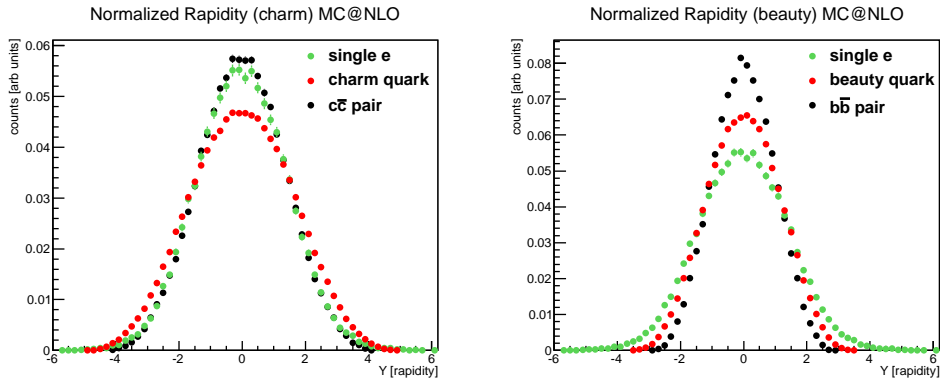 Normalized Rapidity (charm) MC@NLO
counts [arb units]
0.06
0.05
0.04
0.03
0.02
0.01
0
single e
charm quark
cc̅ pair
-6 -4 -2 0 2 4 6
Y [rapidity]
Normalized Rapidity (beauty) MC@NLO
counts [arb units]
0.08
0.07
0.06
0.05
0.04
0.03
0.02
0.01
0
single e
beauty quark
bb̅ pair
-6 -4 -2 0 2 4 6
Y [rapidity]